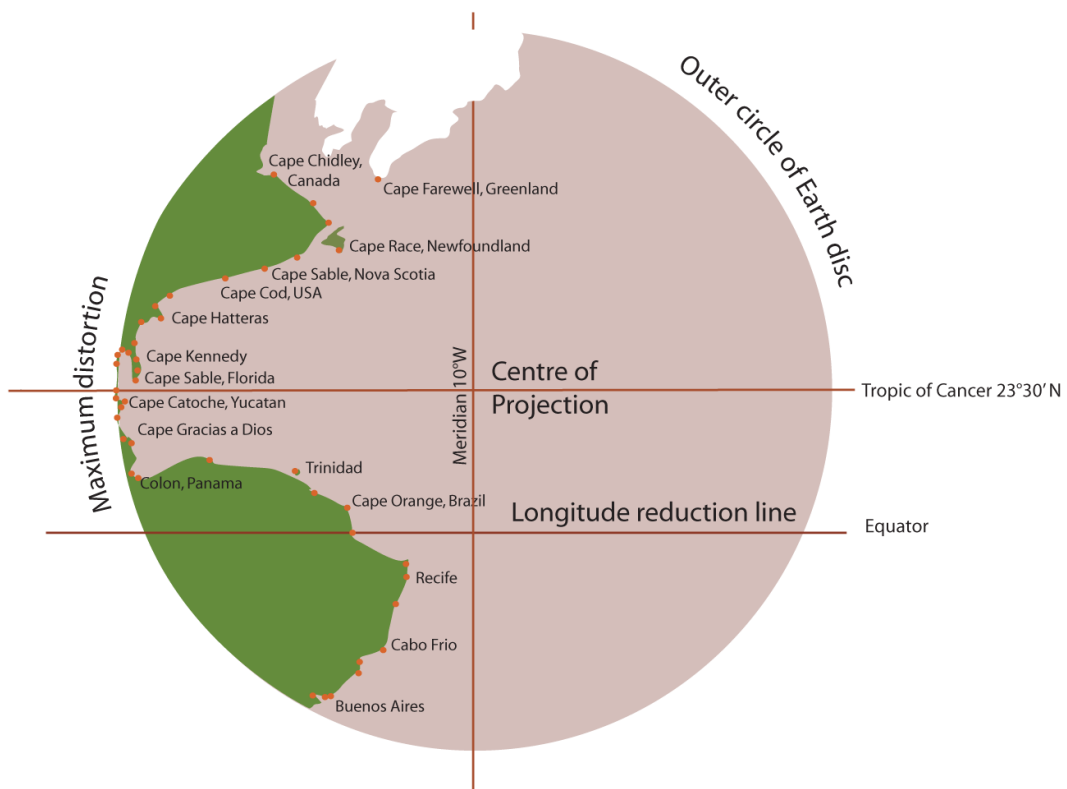 Outer circle of Earth disc
Cape Chidley,
Canada
Cape Farewell, Greenland
Cape Race, Newfoundland
Cape Sable, Nova Scotia
Cape Cod, USA
Cape Hatteras
Maximum distortion
Cape Kennedy
Cape Sable, Florida
Meridian 10°W
Centre of
Projection
Tropic of Cancer 23°30' N
Cape Catoche, Yucatan
Cape Gracias a Dios
Trinidad
Colon, Panama
Cape Orange, Brazil
Longitude reduction line
Equator
Recife
Cabo Frio
Buenos Aires